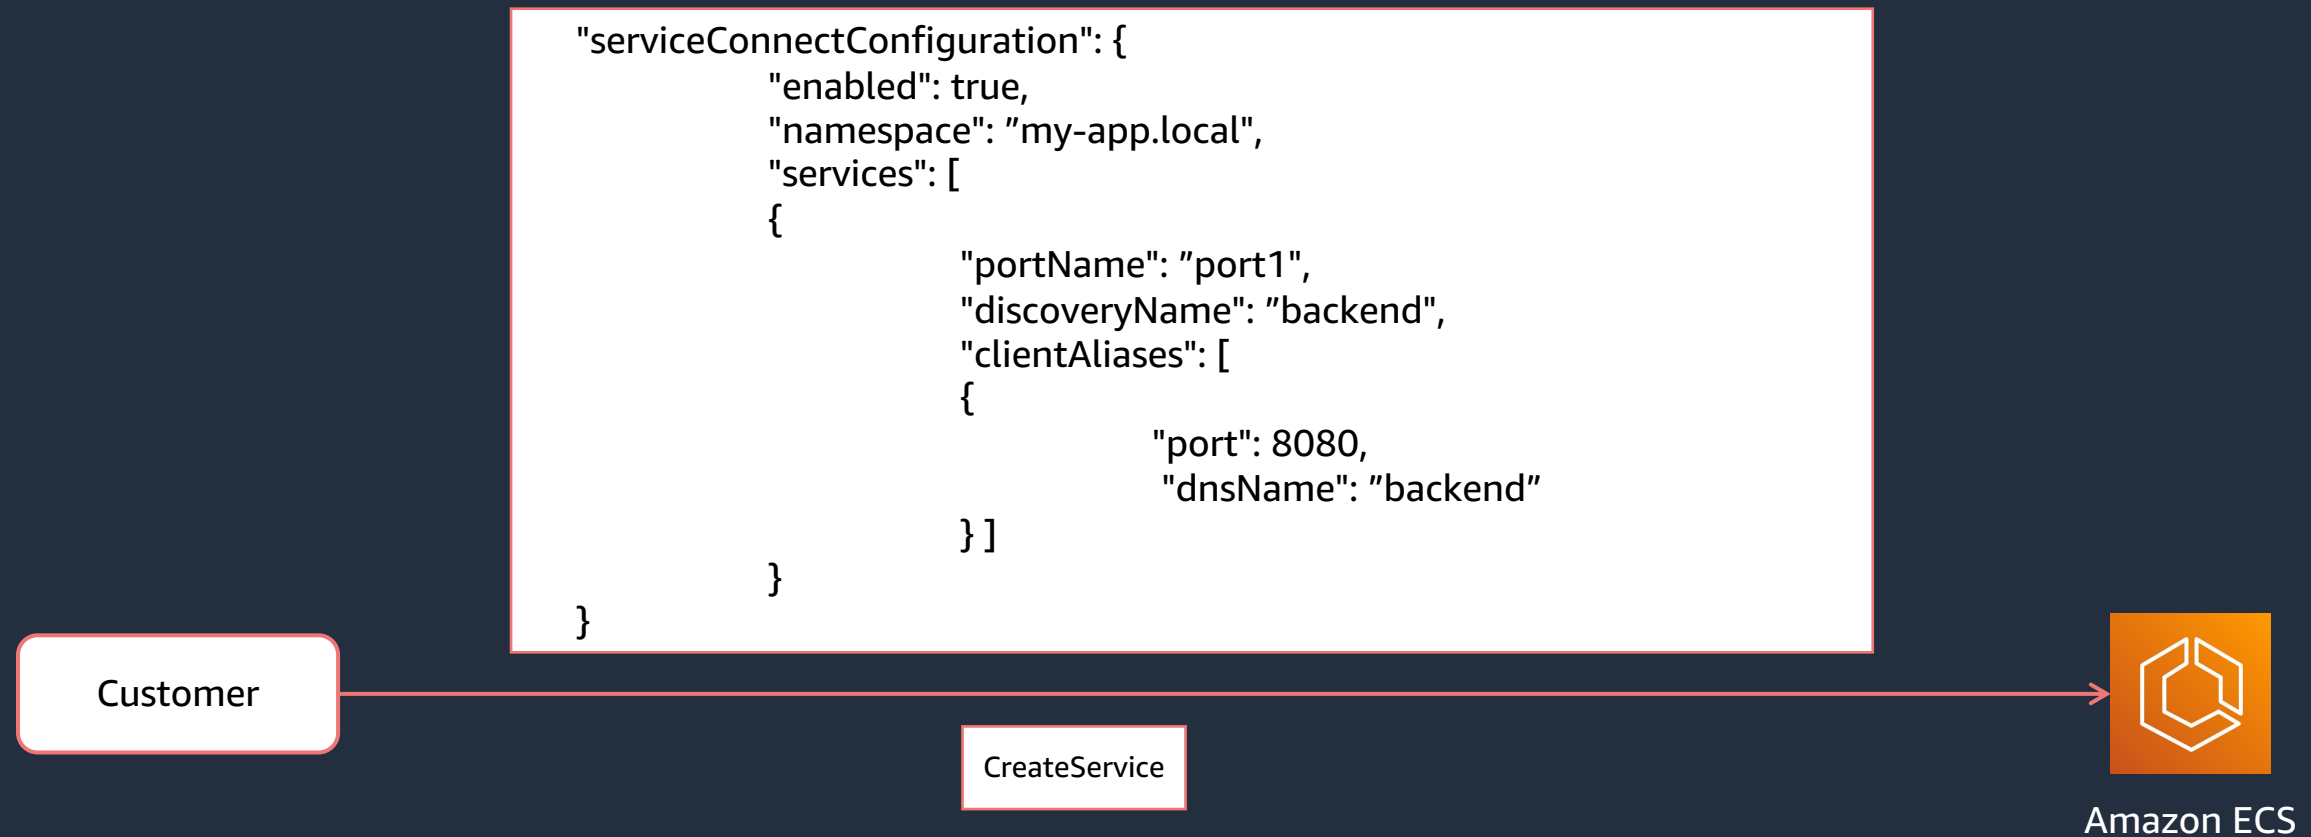 "serviceConnectConfiguration": {
"enabled": true,
"namespace": ”my-app.local",
"services": [
{
"portName": ”port1",
"discoveryName": ”backend",
"clientAliases": [
{
"port": 8080,
"dnsName": ”backend”
} ]
}
}
Customer
CreateService
Amazon ECS